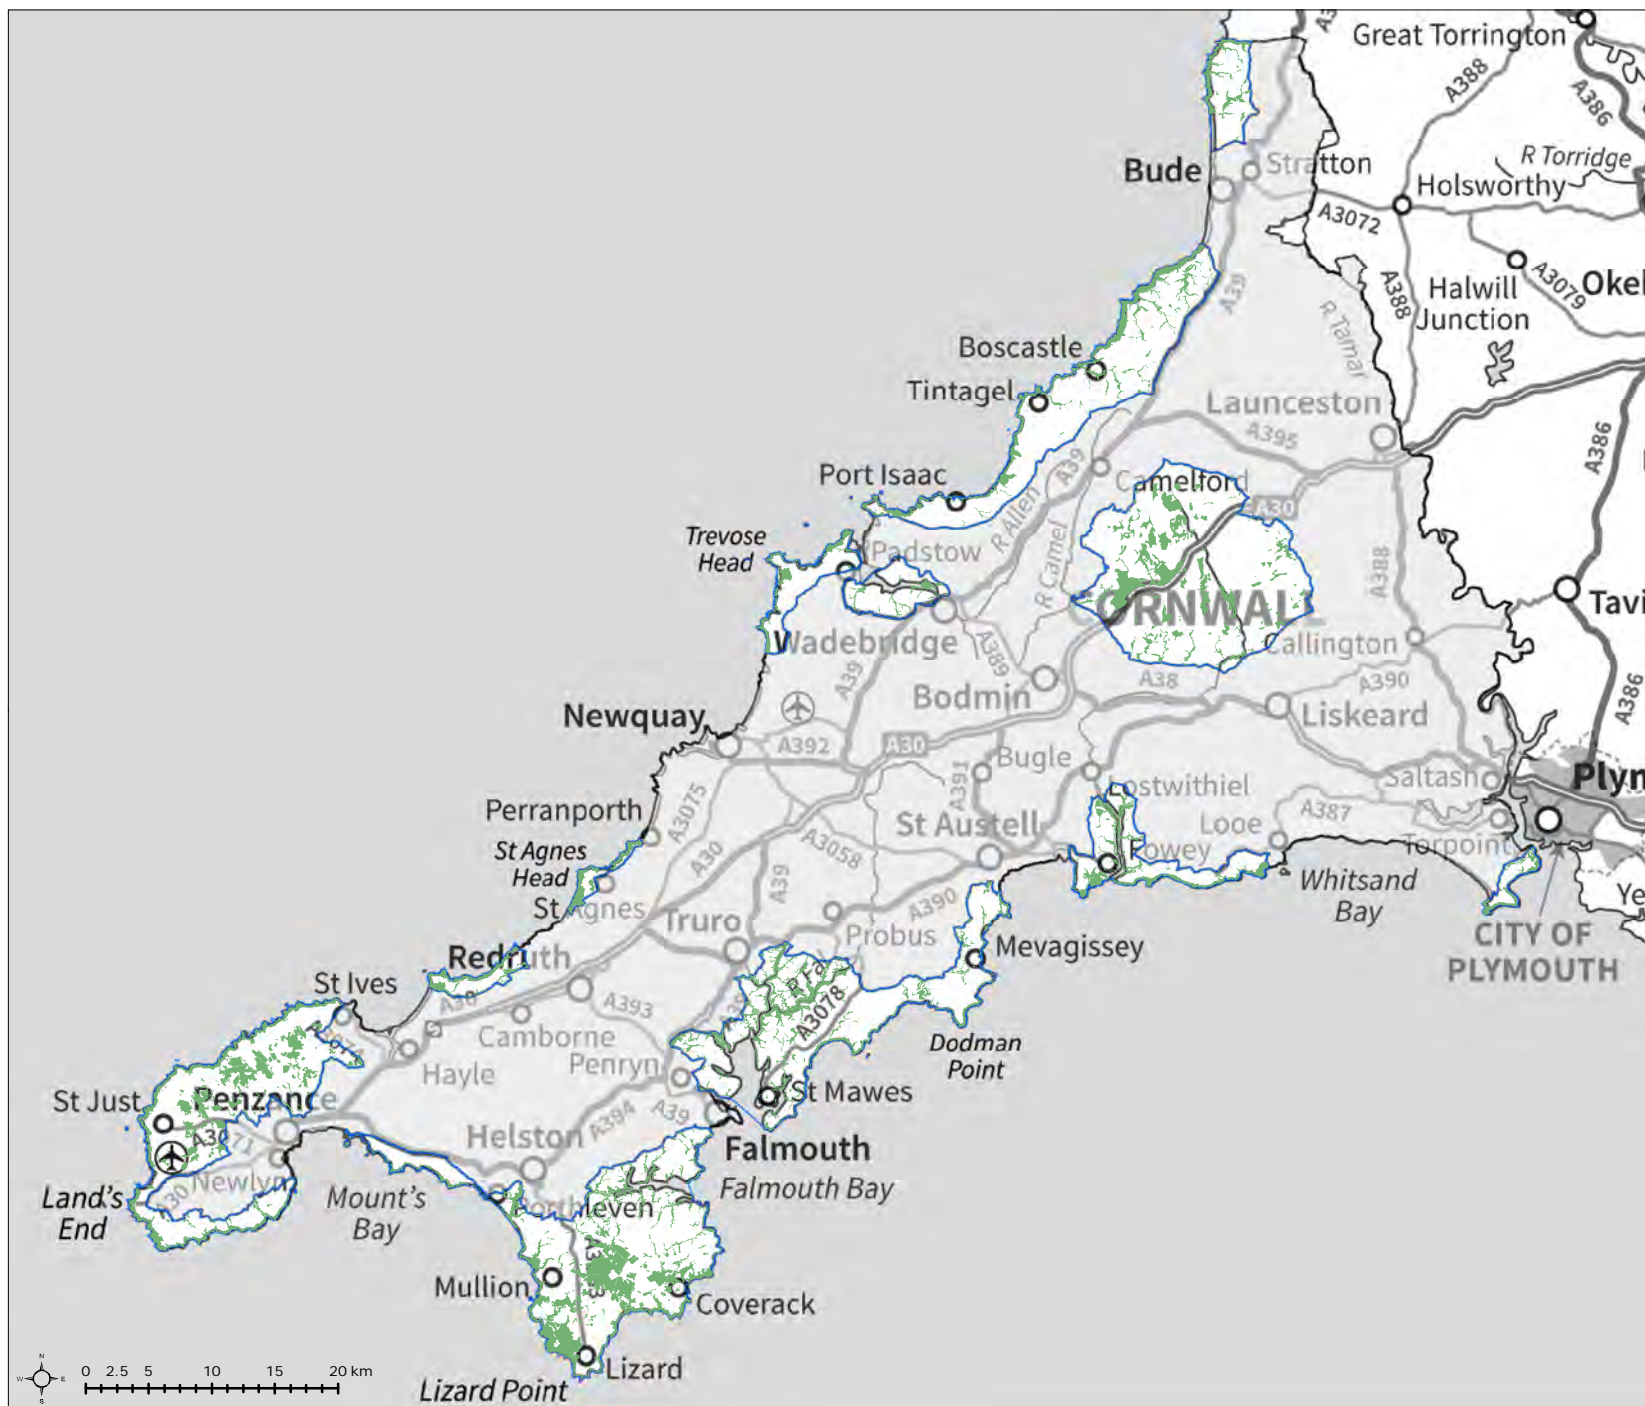 Great Torrington
A388
A386
R Torridge
Bude
Stratton
Holsworthy
A3072
A39
A388
Halwill
Junction
A3079
R Tamar
Boscastle
Tintagel
Launceston
A395
A386
Port Isaac
A39
Camelford
R Allen
A30
Trevose
Head
Padstow
R Camel
A388
CORNWALL
Tavi
Wadebridge
A389
Callington
A39
Bodmin
A38
A390
A386
Newquay
A392
A30
Liskeard
Bugle
Saltash
Plym
A391
Lostwithiel
Perranporth
A3075
A387
St Austell
Looe
Torpoint
St Agnes
Head
A30
A3058
Fowey
Whitsand
Bay
A39
Ye
St Agnes
Truro
A390
CITY OF
PLYMOUTH
Probus
Mevagissey
Redruth
St Ives
R Fal
A30
A393
A3078
Camborne
Dodman
Point
A3074
Hayle
Penryn
St Mawes
St Just
Penzance
A394
A39
Helston
A3071
Falmouth
Falmouth Bay
Newlyn
Land's
End
A30
Mount's
Bay
Porthleven
Mullion
Coverack
Lizard
Lizard Point
N
W
E
S
0 2.5 5 10 15 20 km